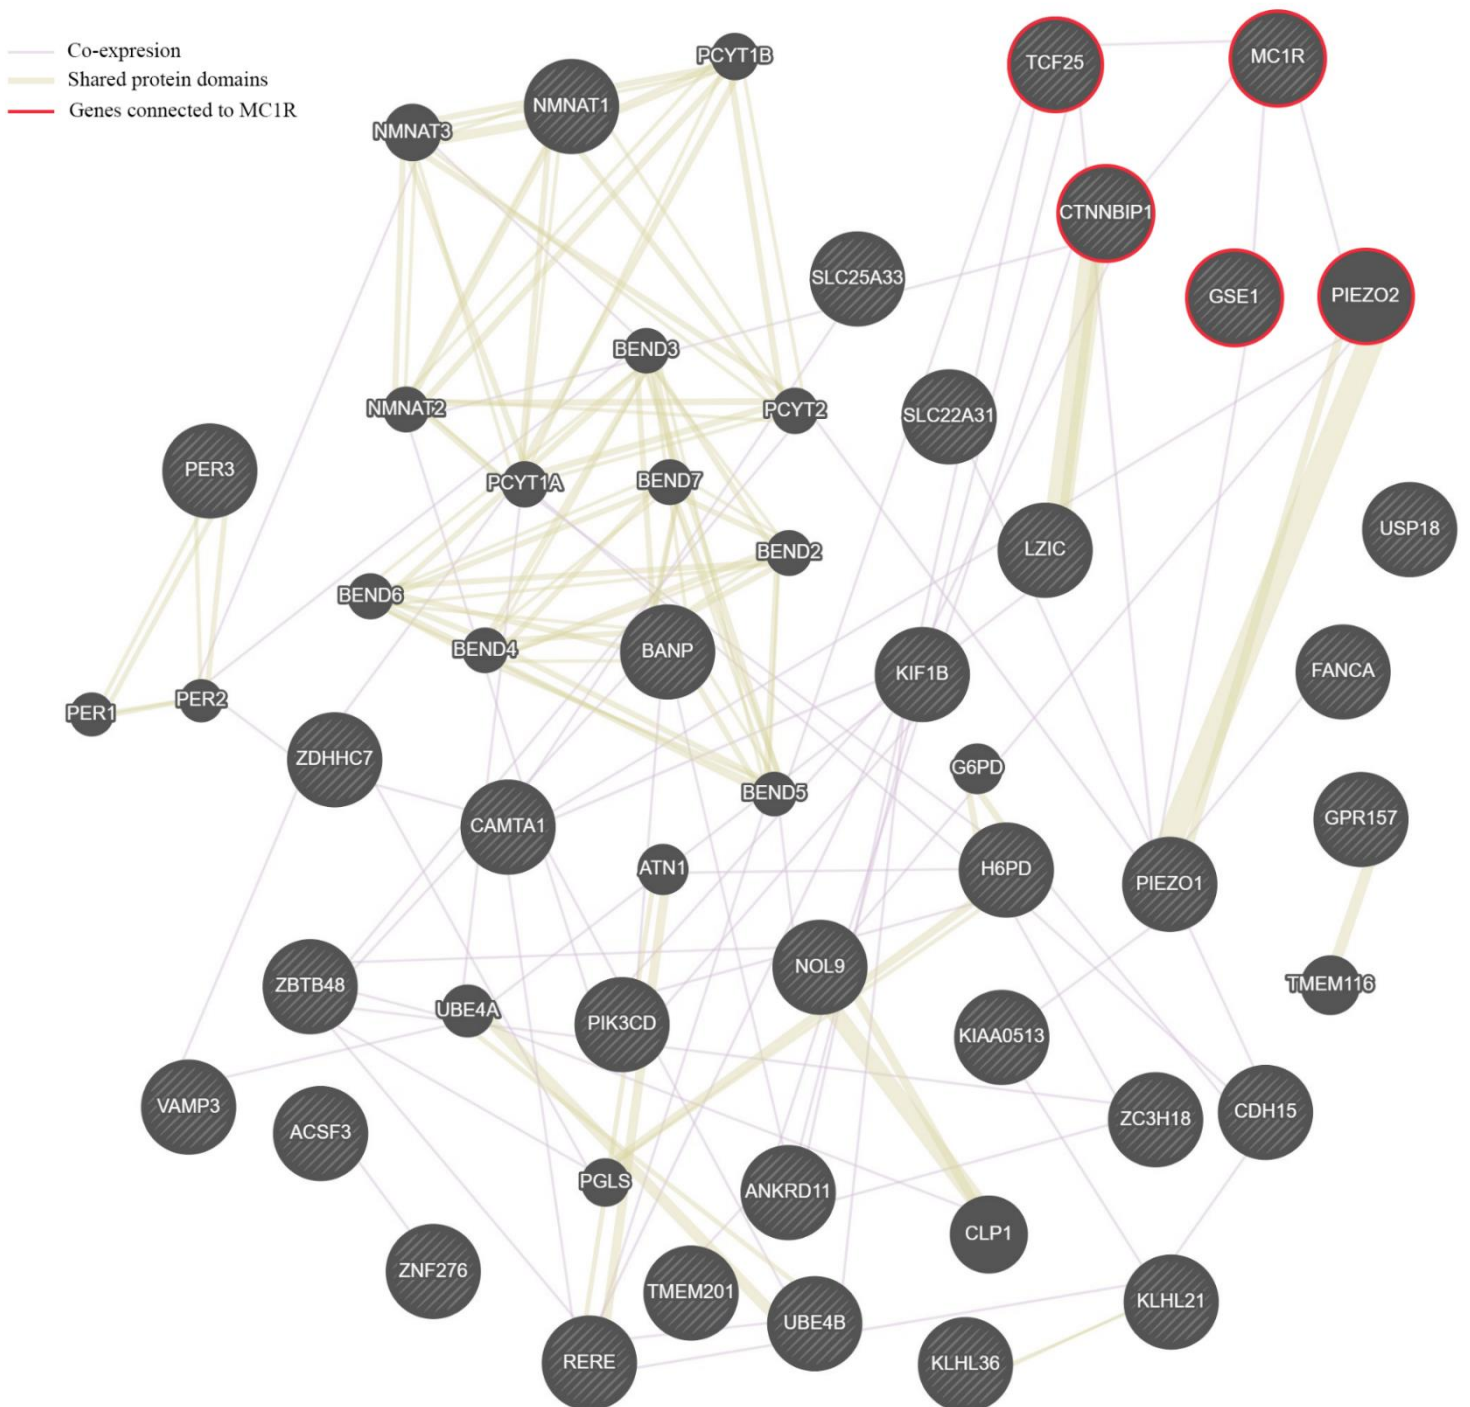 Co-expresion
Shared protein domains
Genes connected to MC1R
PCYT1B
TCF25
MC1R
NMNAT1
NMNAT3
CTNNBIP1
SLC25A33
GSE1
PIEZO2
BEND3
NMNAT2
PCYT2
SLC22A31
PER3
PCYT1A
BEND7
USP18
LZIC
BEND2
BEND6
BEND4
BANP
KIF1B
FANCA
PER1
PER2
ZDHHC7
G6PD
BEND5
CAMTA1
GPR157
ATN1
H6PD
PIEZO1
NOL9
ZBTB48
TMEM116
UBE4A
PIK3CD
KIAA0513
VAMP3
ACSF3
ZC3H18
CDH15
PGLS
ANKRD11
CLP1
ZNF276
TMEM201
KLHL21
UBE4B
RERE
KLHL36